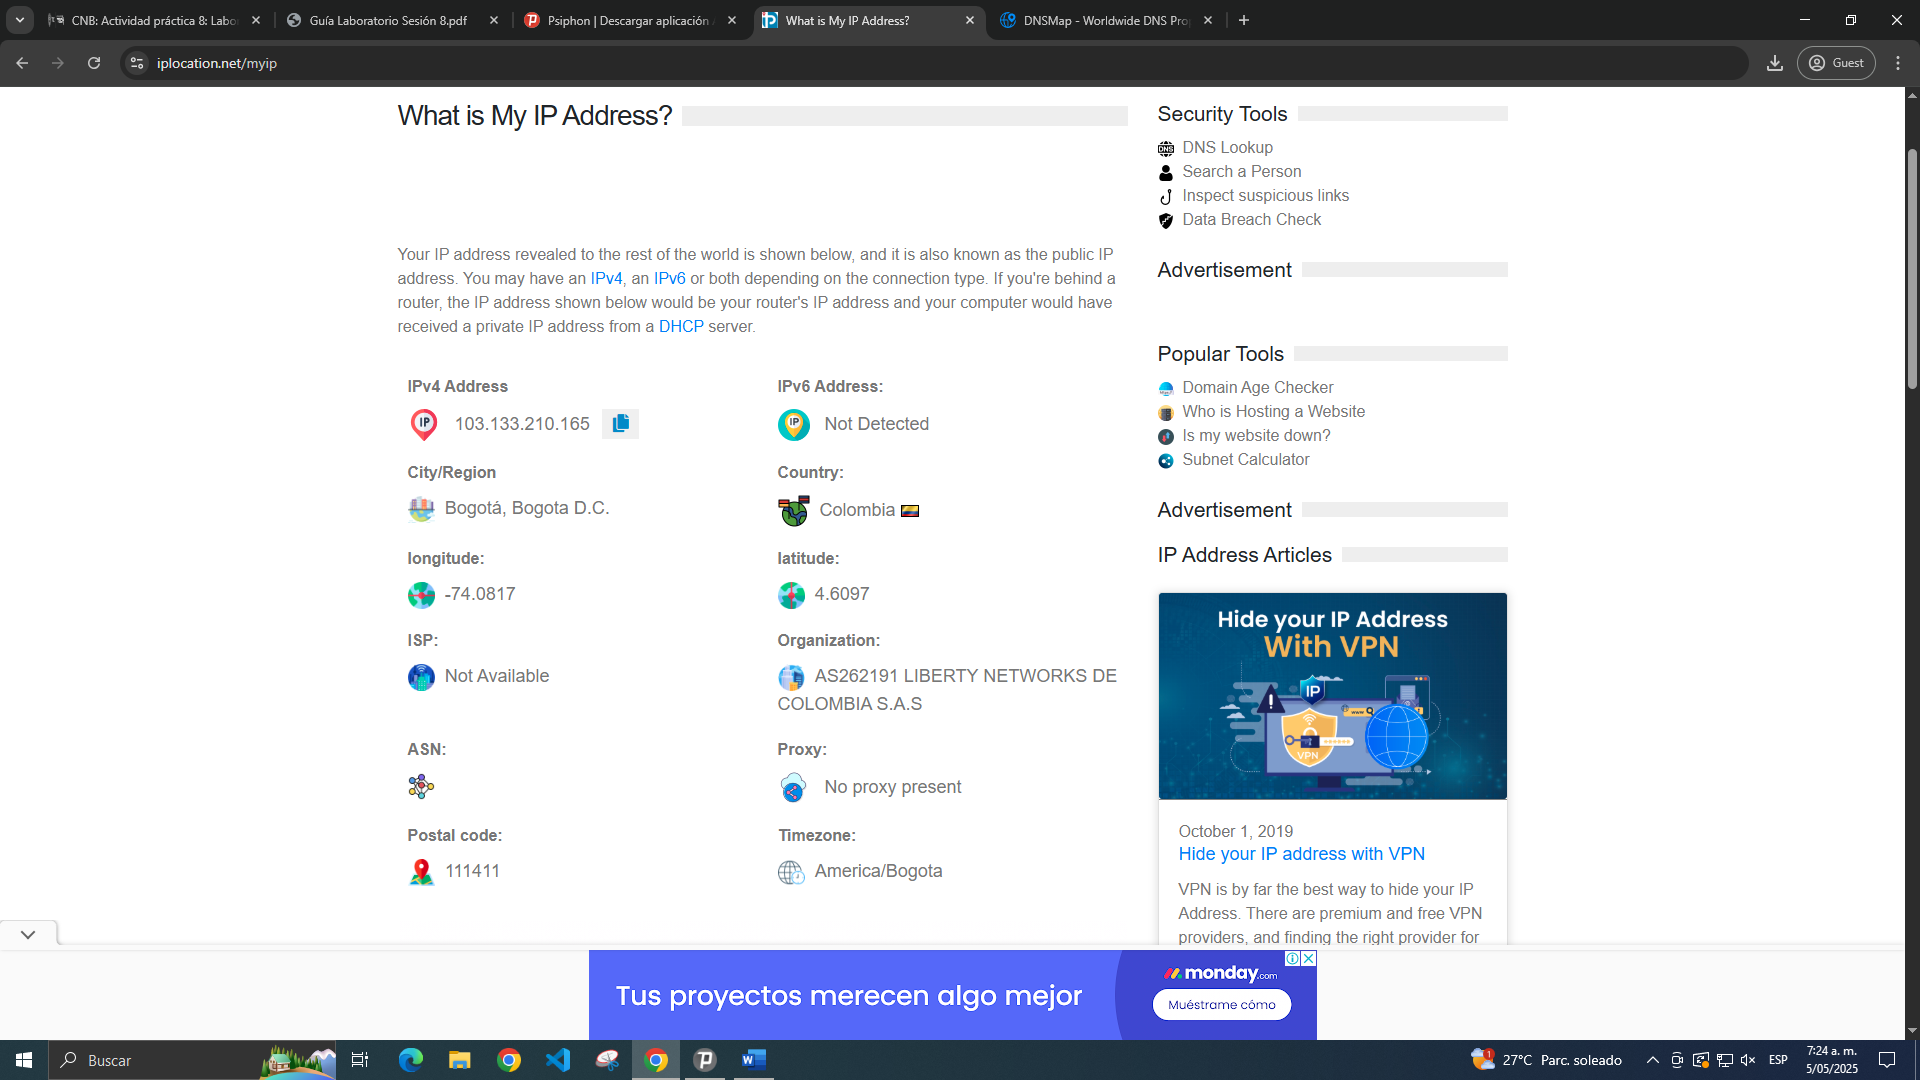 CNB: Actividad práctica 8: Labo
Guía Laboratorio Sesión 8.pdf
Psiphon | Descargar aplicación
What is My IP Address?
DNSMap - Worldwide DNS Pro
iplocation.net/myip
Guest
What is My IP Address?
Your IP address revealed to the rest of the world is shown below, and it is also known as the public IP
address. You may have an IPv4, an IPv6 or both depending on the connection type. If you're behind a
router, the IP address shown below would be your router's IP address and your computer would have
received a private IP address from a DHCP server.
IPv4 Address
IP
103.133.210.165
IPv6 Address:
IP
Not Detected
City/Region
Bogotá, Bogota D.C.
Country:
Colombia
longitude:
-74.0817
latitude:
4.6097
ISP:
Not Available
Organization:
AS262191 LIBERTY NETWORKS DE
COLOMBIA S.A.S
ASN:
Proxy:
No proxy present
Postal code:
111411
Timezone:
America/Bogota
Security Tools
DNS
DNS Lookup
Search a Person
Inspect suspicious links
Data Breach Check
Advertisement
Popular Tools
Domain Age Checker
Who is Hosting a Website
Is my website down?
Subnet Calculator
Advertisement
IP Address Articles
Hide your IP Address
With VPN
IP
www
VPN
October 1, 2019
Hide your IP address with VPN
VPN is by far the best way to hide your IP
Address. There are premium and free VPN
providers, and finding the right provider for
Tus proyectos merecen algo mejor
monday.com
Muéstrame cómo
Buscar
1
27°C Parc. soleado
ESP
7:24 a. m.
5/05/2025